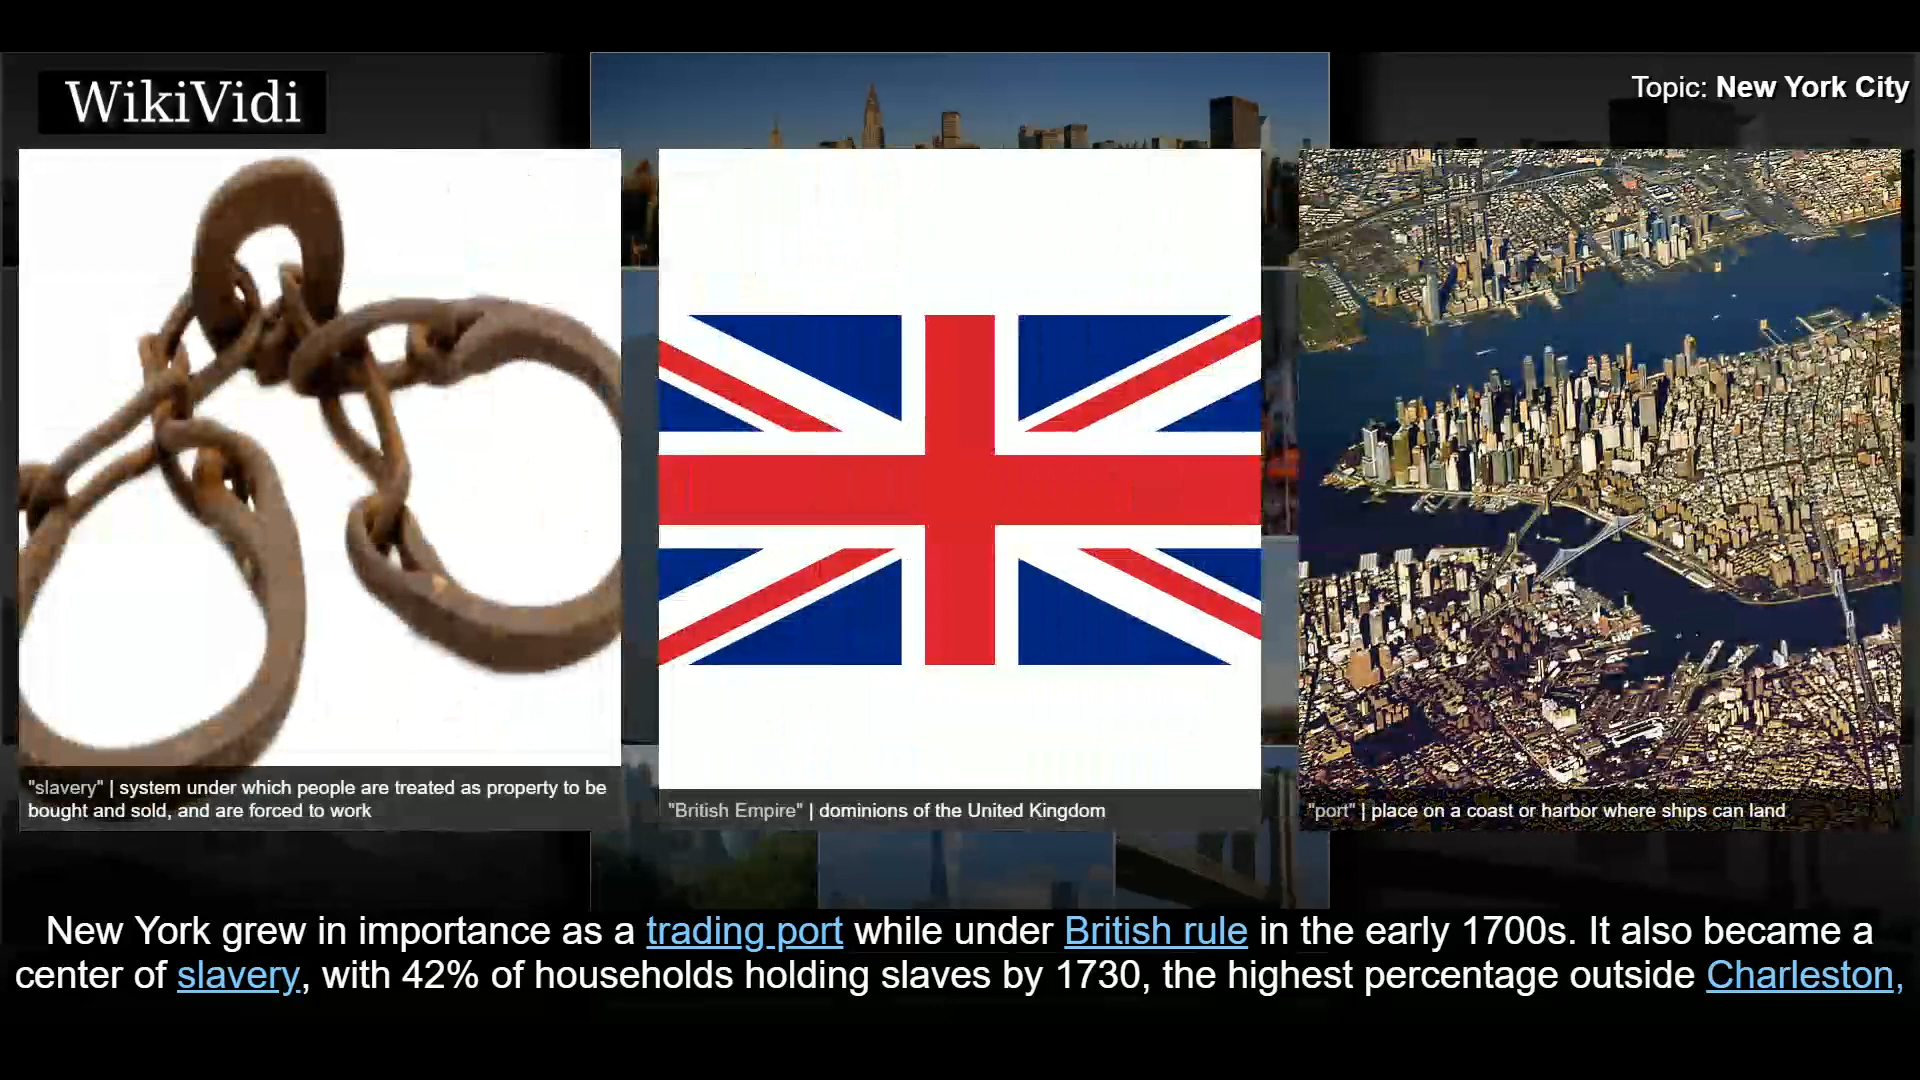 WikiVidi
Topic: New York City
"slavery" | system under which people are treated as property to be
bought and sold, and are forced to work
"British Empire" | dominions of the United Kingdom
"port" | place on a coast or harbor where ships can land
New York grew in importance as a trading port while under British rule in the early 1700s. It also became a
center of slavery, with 42% of households holding slaves by 1730, the highest percentage outside Charleston,